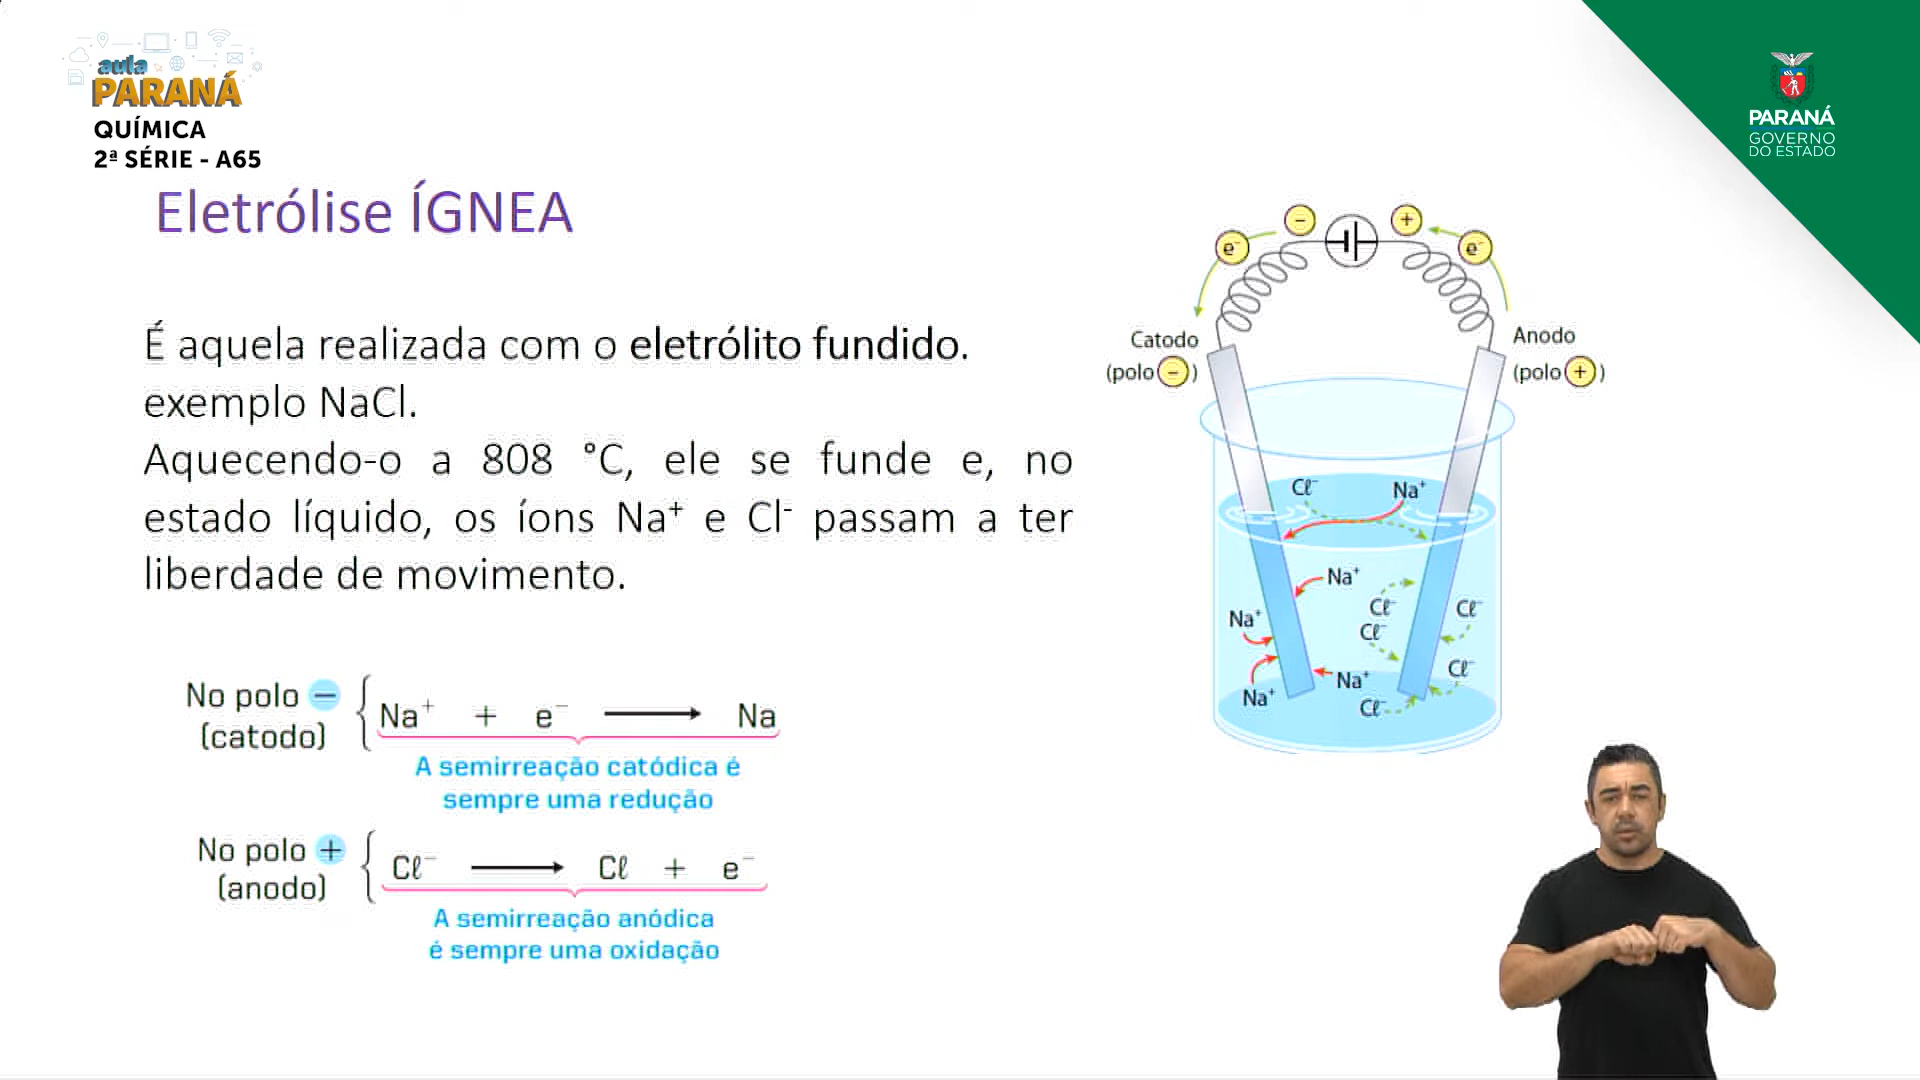 aula
PARANÁ
QUÍMICA
2ª SÉRIE - A65
PARANÁ
GOVERNO
DO ESTADO
Eletrólise ÍGNEA
É aquela realizada com o eletrólito fundido.
exemplo NaCl.
Aquecendo-o a 808 °C, ele se funde e, no
estado líquido, os íons Na⁺ e Cl⁻ passam a ter
liberdade de movimento.
No polo −
(catodo)
Na⁺ + e⁻ ⟶ Na
A semirreação catódica é
sempre uma redução
No polo +
(anodo)
Cℓ⁻ ⟶ Cℓ + e⁻
A semirreação anódica
é sempre uma oxidação
− +
e⁻ e⁻
Catodo
(polo −)
Anodo
(polo +)
Cℓ⁻ Na⁺
Na⁺
Cℓ⁻ Cℓ⁻
Na⁺
Cℓ⁻
Cℓ⁻
Na⁺
Na⁺
Cℓ⁻